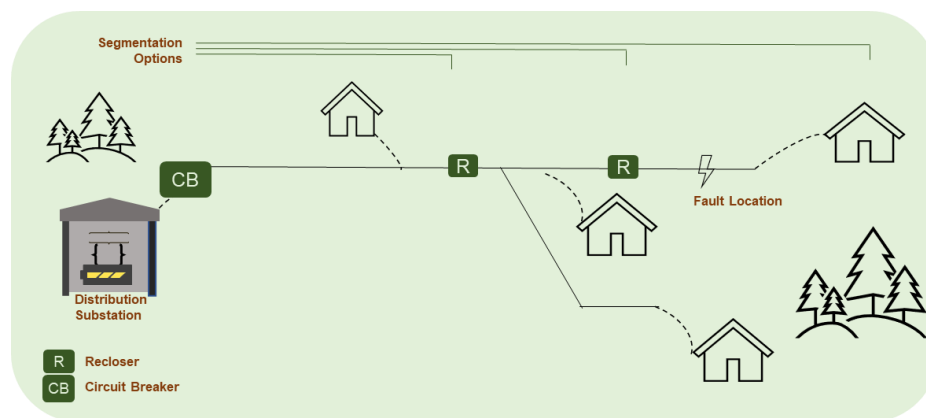 Segmentation
Options
CB
R
R
Fault Location
Distribution
Substation
R Recloser
CB Circuit Breaker